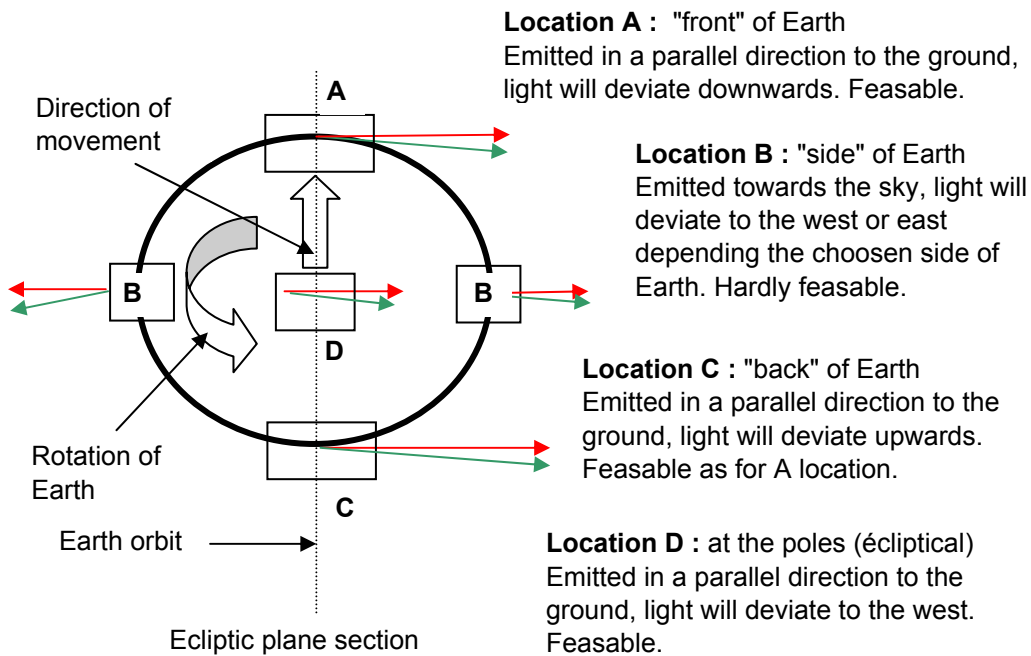 Location A : "front" of Earth
Emitted in a parallel direction to the ground,
light will deviate downwards. Feasable.
A
Direction of
movement
Location B : "side" of Earth
Emitted towards the sky, light will
deviate to the west or east
depending the choosen side of
Earth. Hardly feasable.
B
B
D
Location C : "back" of Earth
Emitted in a parallel direction to the
ground, light will deviate upwards.
Feasable as for A location.
Rotation of
Earth
C
Earth orbit
Location D : at the poles (écliptical)
Emitted in a parallel direction to the
ground, light will deviate to the west.
Feasable.
Ecliptic plane section